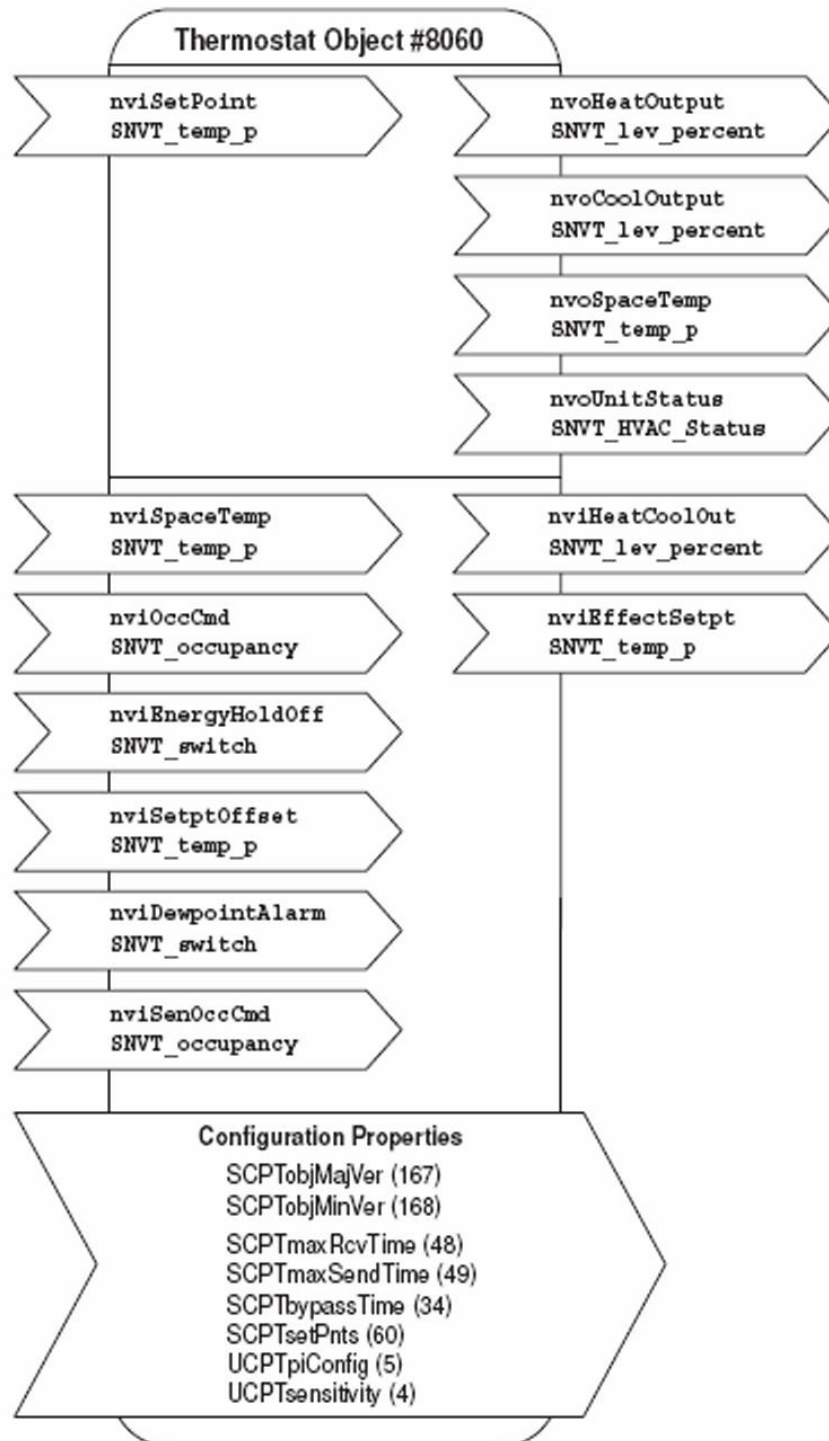 Thermostat Object #8060
nviSetPoint
SNVT_temp_p
nvoHeatOutput
SNVT_lev_percent
nvoCoolOutput
SNVT_lev_percent
nvoSpaceTemp
SNVT_temp_p
nvoUnitStatus
SNVT_HVAC_Status
nviSpaceTemp
SNVT_temp_p
nviOccCmd
SNVT_occupancy
nviEnergyHoldOff
SNVT_switch
nviSetptOffset
SNVT_temp_p
nviDewpointAlarm
SNVT_switch
nviSenOccCmd
SNVT_occupancy
nviHeatCoolOut
SNVT_lev_percent
nviEffectSetpt
SNVT_temp_p
Configuration Properties
SCPTobjMajVer (167)
SCPTobjMinVer (168)
SCPTmaxRcvTime (48)
SCPTmaxSendTime (49)
SCPTbypassTime (34)
SCPTsetPnts (60)
UCPTpiConfig (5)
UCPTsensitivity (4)